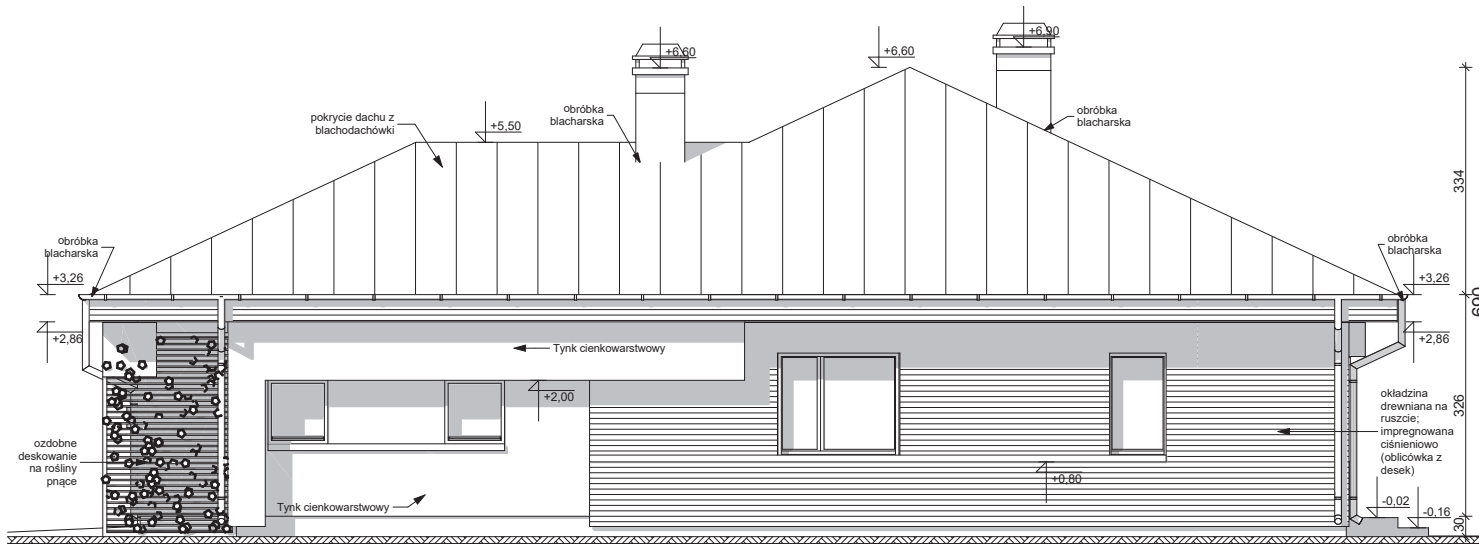 +6,60
+6,60
+6,90
pokrycie dachu z
blachodachówki
+5,50
obróbka
blacharska
obróbka
blacharska
334
obróbka
blacharska
+3,26
obróbka
blacharska
+3,26
690
+2,86
+2,86
Tynk cienkowarstwowy
+2,00
okładzina
drewniana na
ruszcie;
impregnowana
ciśnieniowo
(oblicówka z
desek)
326
ozdobne
deskowanie
na rośliny
pnące
+0,80
Tynk cienkowarstwowy
-0,02
-0,16
30